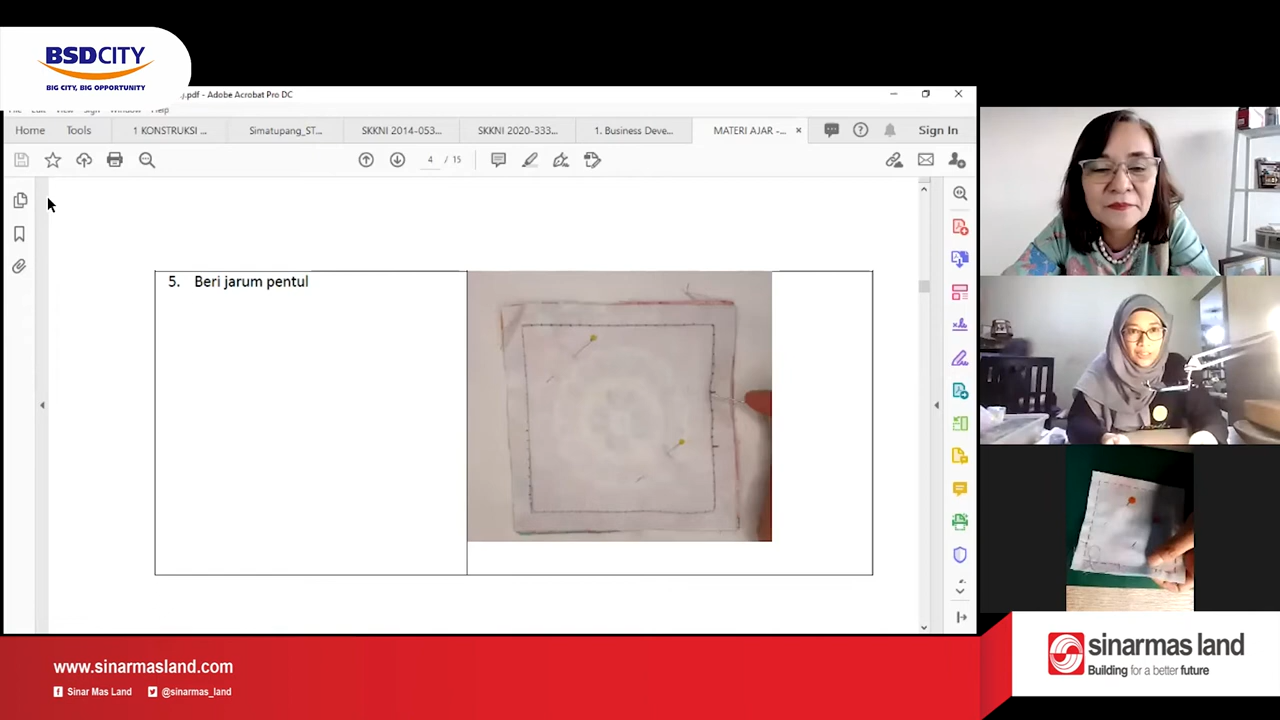 BSDCITY
BIG CITY, BIG OPPORTUNITY
.pdf - Adobe Acrobat Pro DC
Window Help
Home Tools 1 KONSTRUKSI ... Simatupang_ST... SKKNI 2014-053... SKKNI 2020-333... 1. Business Deve... MATERI AJAR -... × Sign In
4 / 15
5. Beri jarum pentul
www.sinarmasland.com
Sinar Mas Land @sinarmas_land
sinarmas land
Building for a better future